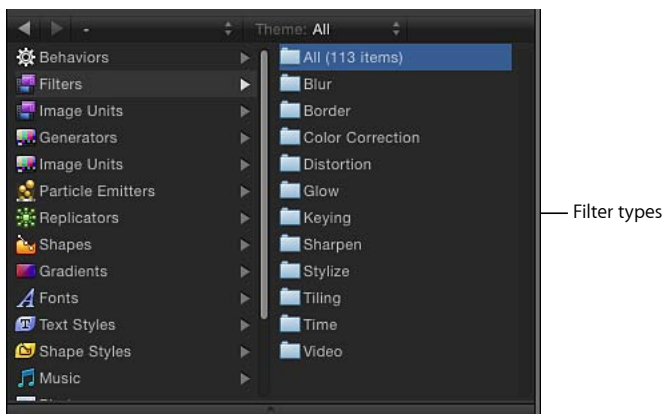 -
Theme: All
Behaviors
Filters
Image Units
Generators
Image Units
Particle Emitters
Replicators
Shapes
Gradients
Fonts
Text Styles
Shape Styles
Music
All (113 items)
Blur
Border
Color Correction
Distortion
Glow
Keying
Sharpen
Stylize
Tiling
Time
Video
Filter types